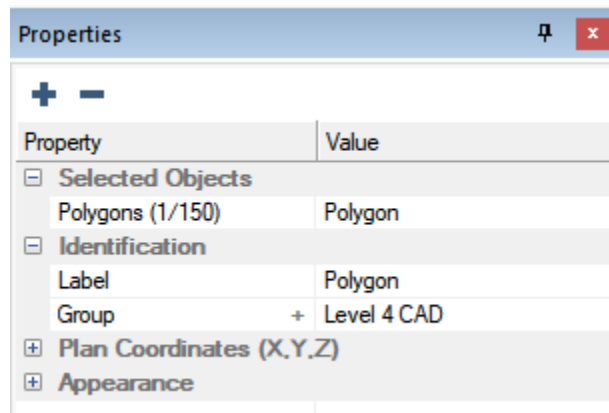 Properties
Property Value
Selected Objects
Polygons (1/150) Polygon
Identification
Label Polygon
Group + Level 4 CAD
Plan Coordinates (X,Y,Z)
Appearance